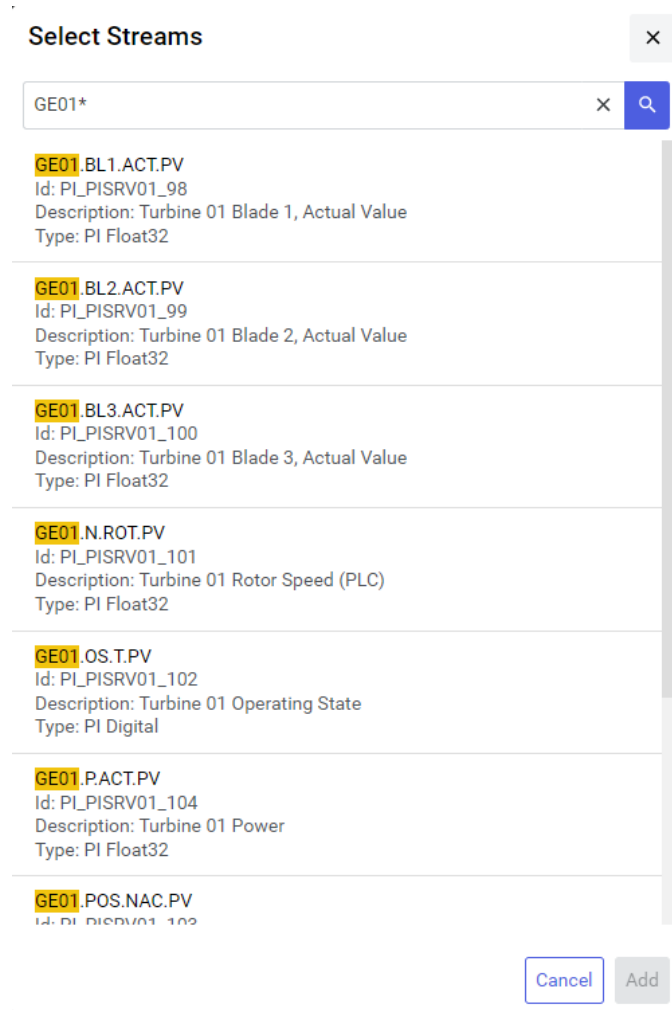 Select Streams
GE01*
GE01.BL1.ACT.PV
Id: PI_PISRV01_98
Description: Turbine 01 Blade 1, Actual Value
Type: PI Float32
GE01.BL2.ACT.PV
Id: PI_PISRV01_99
Description: Turbine 01 Blade 2, Actual Value
Type: PI Float32
GE01.BL3.ACT.PV
Id: PI_PISRV01_100
Description: Turbine 01 Blade 3, Actual Value
Type: PI Float32
GE01.N.ROT.PV
Id: PI_PISRV01_101
Description: Turbine 01 Rotor Speed (PLC)
Type: PI Float32
GE01.OS.T.PV
Id: PI_PISRV01_102
Description: Turbine 01 Operating State
Type: PI Digital
GE01.P.ACT.PV
Id: PI_PISRV01_104
Description: Turbine 01 Power
Type: PI Float32
GE01.POS.NAC.PV
Id: PI_PISRV01_103
Cancel Add